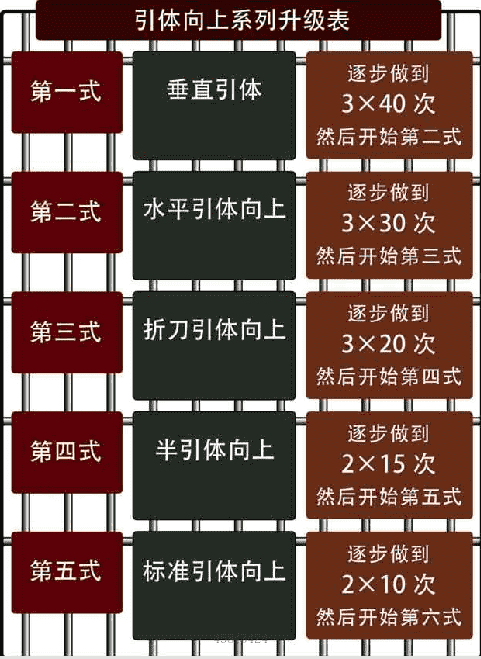 引体向上系列升级表
第一式
垂直引体
逐步做到
3×40 次
然后开始第二式
第二式
水平引体向上
逐步做到
3×30 次
然后开始第三式
第三式
折刀引体向上
逐步做到
3×20 次
然后开始第四式
第四式
半引体向上
逐步做到
2×15 次
然后开始第五式
第五式
标准引体向上
逐步做到
2×10 次
然后开始第六式